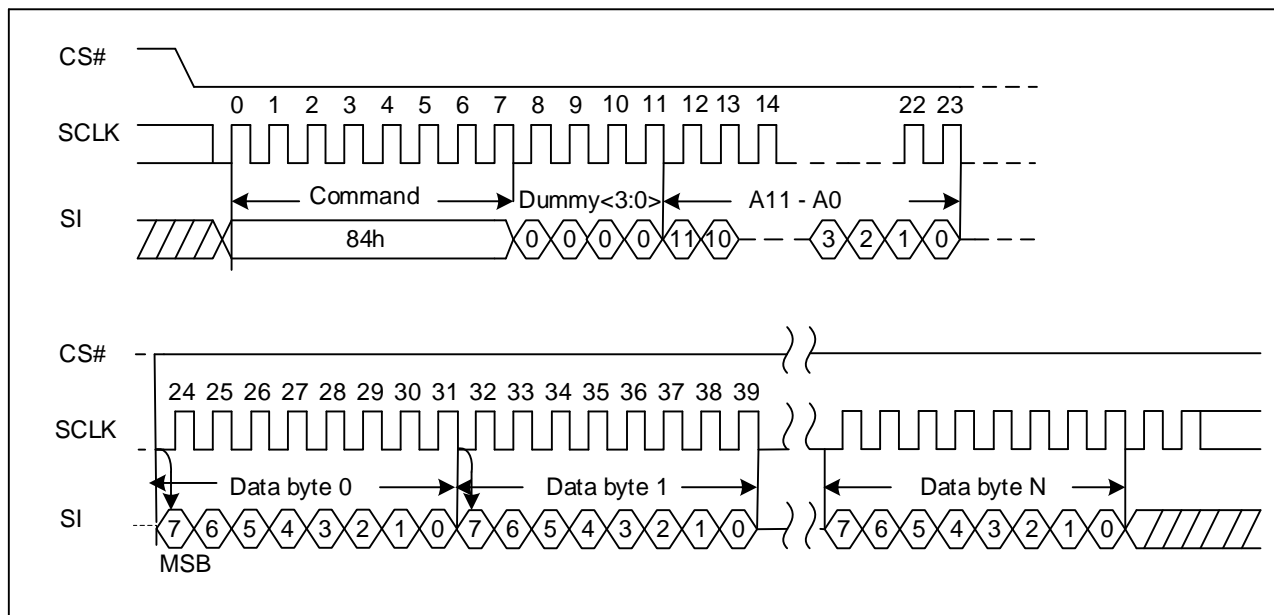 CS#
0 1 2 3 4 5 6 7 8 9 10 11 12 13 14 22 23
SCLK
Command Dummy<3:0> A11 - A0
SI
84h 0 0 0 0 11 10 3 2 1 0
CS#
24 25 26 27 28 29 30 31 32 33 34 35 36 37 38 39
SCLK
Data byte 0 Data byte 1 Data byte N
SI
7 6 5 4 3 2 1 0 7 6 5 4 3 2 1 0 7 6 5 4 3 2 1 0
MSB